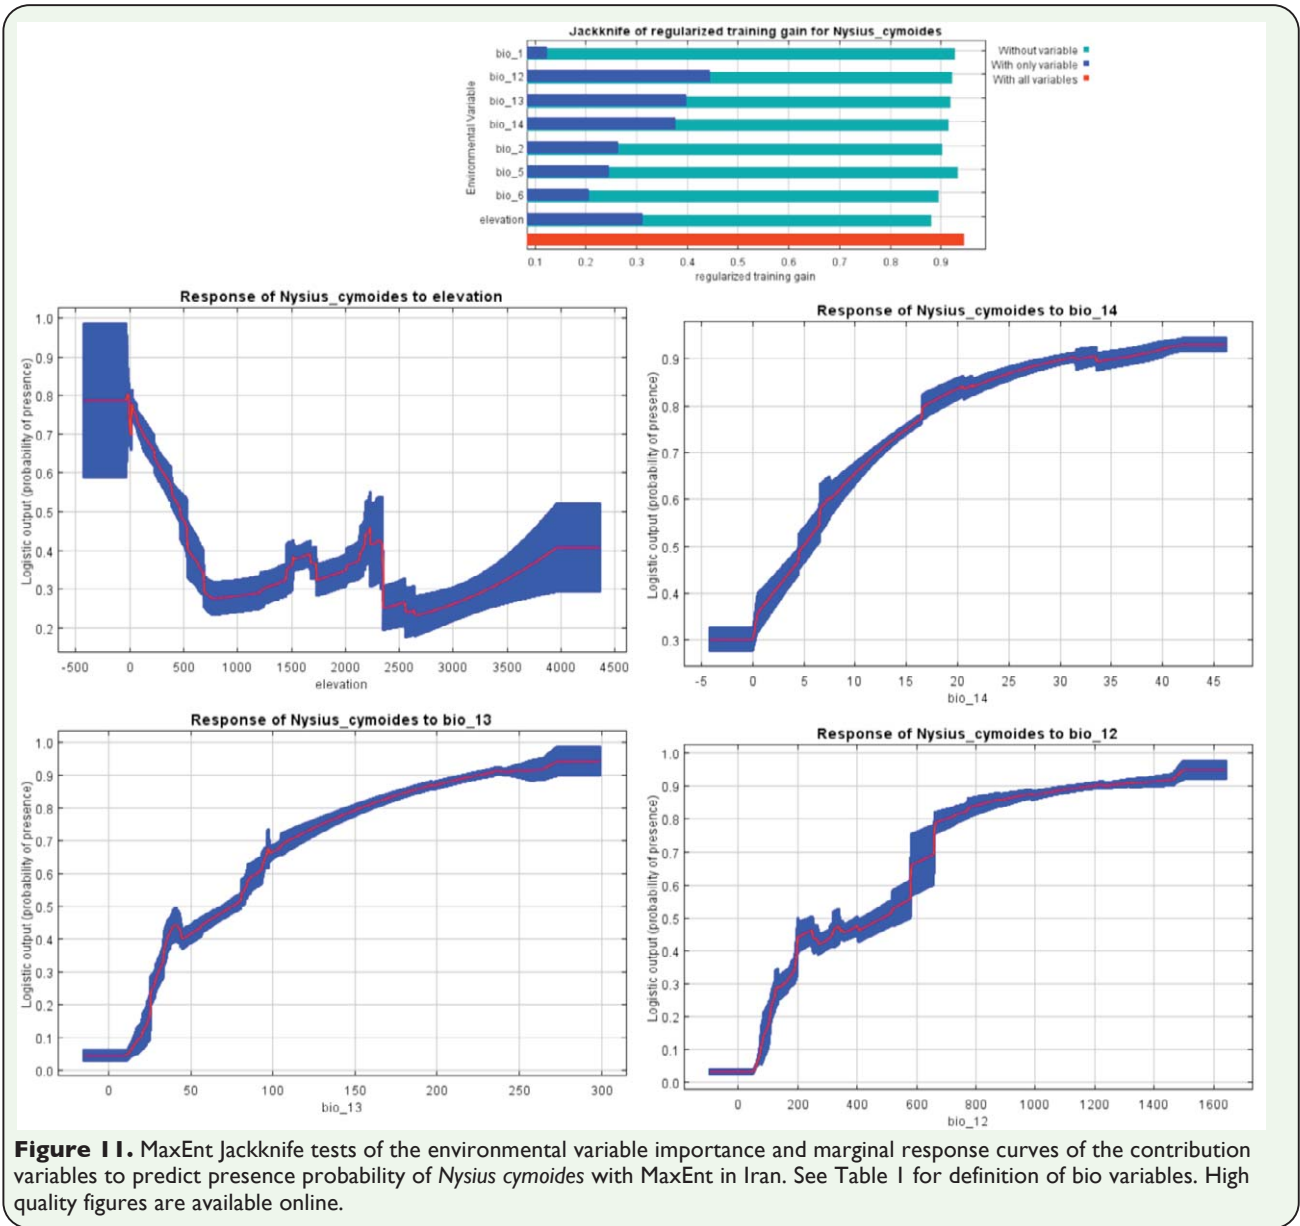 Jackknife of regularized training gain for Nysius_cymoides
Environmental Variable
bio_1
bio_12
bio_13
bio_14
bio_2
bio_5
bio_6
elevation
Without variable
With only variable
With all variables
0.1 0.2 0.3 0.4 0.5 0.6 0.7 0.8 0.9
regularized training gain
Response of Nysius_cymoides to elevation
Logistic output (probability of presence)
1.0
0.9
0.8
0.7
0.6
0.5
0.4
0.3
0.2
-500 0 500 1000 1500 2000 2500 3000 3500 4000 4500
elevation
Response of Nysius_cymoides to bio_14
Logistic output (probability of presence)
0.9
0.8
0.7
0.6
0.5
0.4
0.3
-5 0 5 10 15 20 25 30 35 40 45
bio_14
Response of Nysius_cymoides to bio_13
Logistic output (probability of presence)
1.0
0.9
0.8
0.7
0.6
0.5
0.4
0.3
0.2
0.1
0.0
0 50 100 150 200 250 300
bio_13
Response of Nysius_cymoides to bio_12
Logistic output (probability of presence)
1.0
0.9
0.8
0.7
0.6
0.5
0.4
0.3
0.2
0.1
0.0
0 200 400 600 800 1000 1200 1400 1600
bio_12
Figure 11. MaxEnt Jackknife tests of the environmental variable importance and marginal response curves of the contribution
variables to predict presence probability of Nysius cymoides with MaxEnt in Iran. See Table 1 for definition of bio variables. High
quality figures are available online.